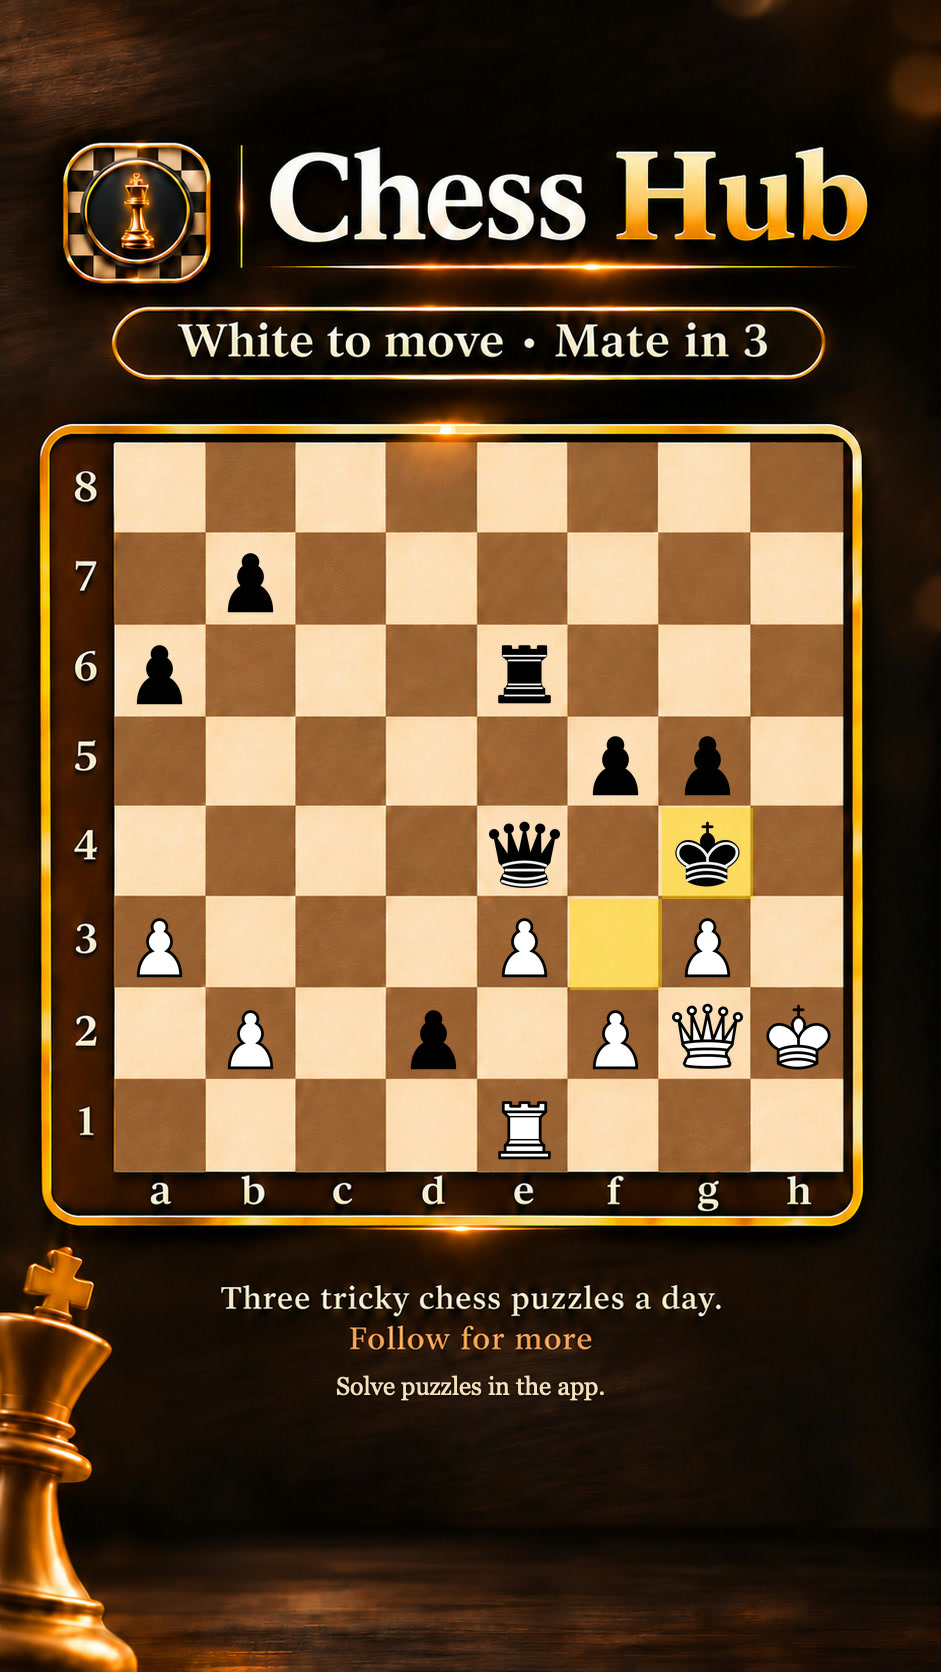 Chess Hub
White to move • Mate in 3
8
7
6
5
4
3
2
1
a b c d e f g h
Three tricky chess puzzles a day.
Follow for more
Solve puzzles in the app.